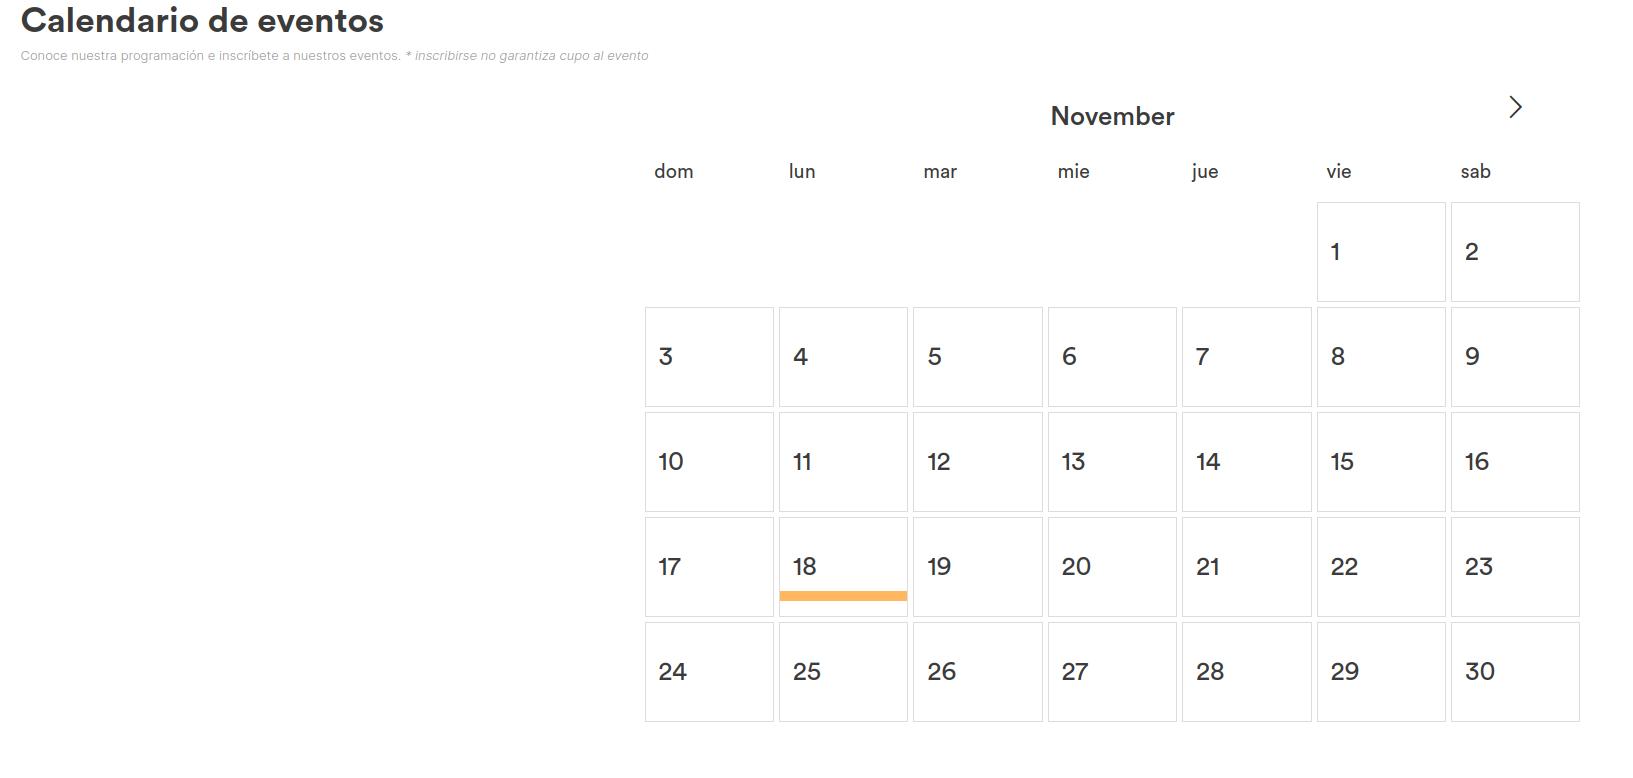 Calendario de eventos
Conoce nuestra programación e inscríbete a nuestros eventos. * inscribirse no garantiza cupo al evento
November
dom lun mar mie jue vie sab
1 2
3 4 5 6 7 8 9
10 11 12 13 14 15 16
17 18 19 20 21 22 23
24 25 26 27 28 29 30